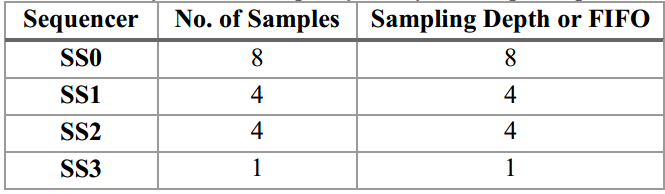 Sequencer No. of Samples Sampling Depth or FIFO
SS0 8 8
SS1 4 4
SS2 4 4
SS3 1 1